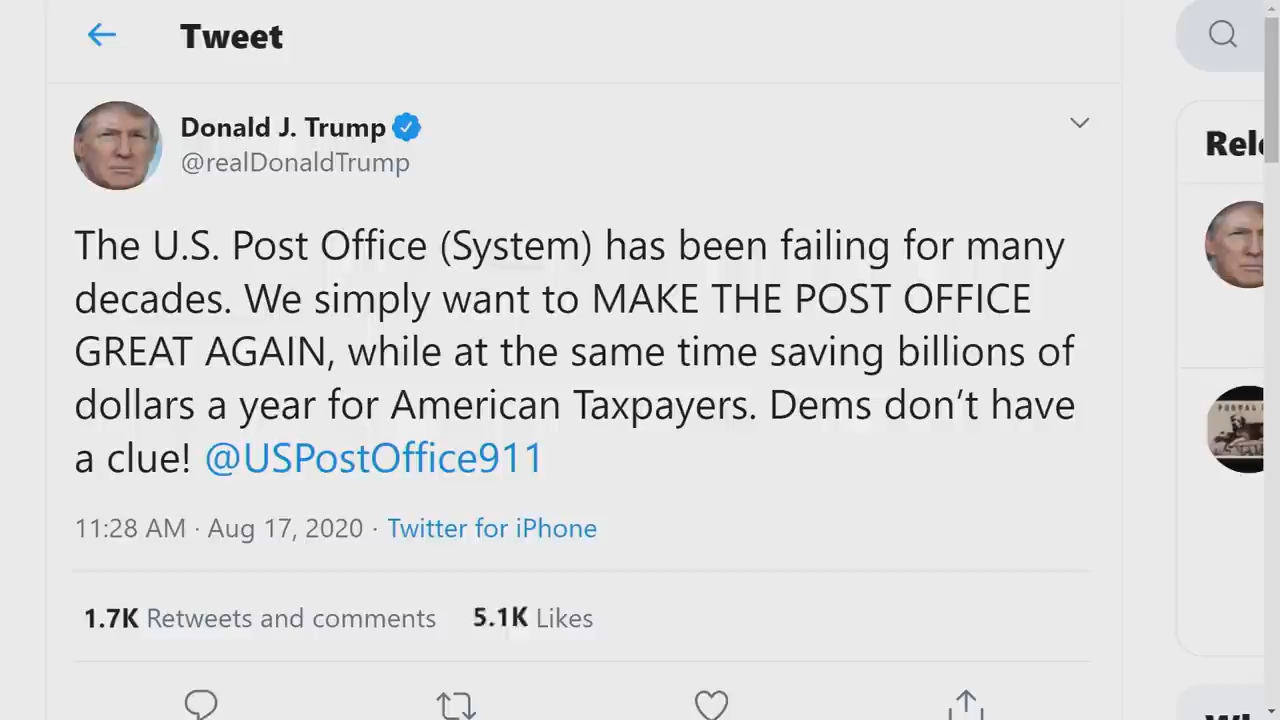 Tweet
Donald J. Trump
@realDonaldTrump
The U.S. Post Office (System) has been failing for many
decades. We simply want to MAKE THE POST OFFICE
GREAT AGAIN, while at the same time saving billions of
dollars a year for American Taxpayers. Dems don’t have
a clue! @USPostOffice911
11:28 AM · Aug 17, 2020 · Twitter for iPhone
1.7K Retweets and comments 5.1K Likes